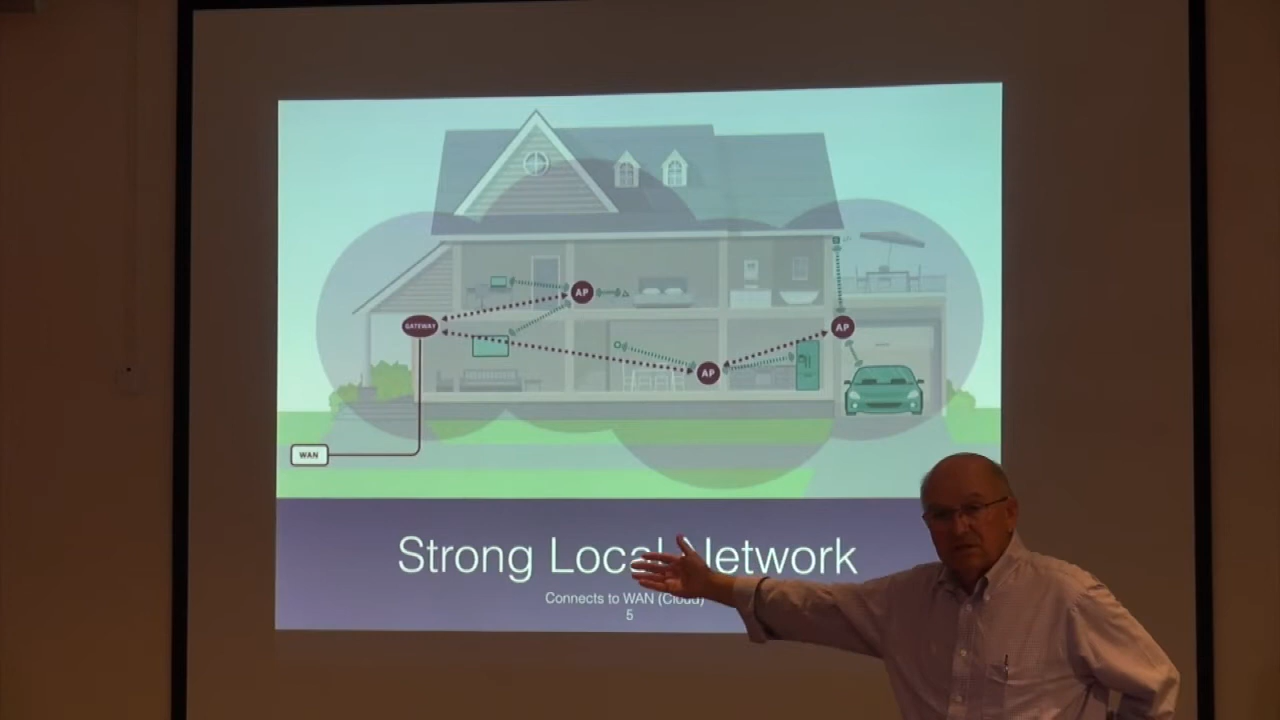 AP
GATEWAY
AP
AP
WAN
Strong Local Network
Connects to WAN (Cloud)
5